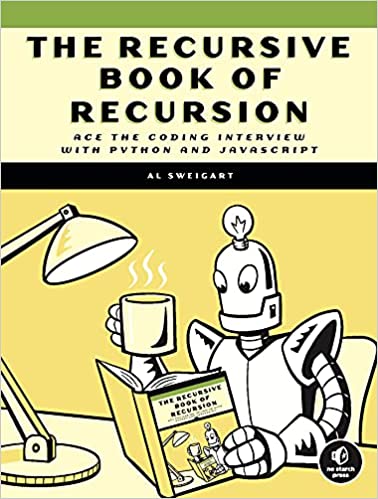 THE RECURSIVE
BOOK OF
RECURSION
ACE THE CODING INTERVIEW
WITH PYTHON AND JAVASCRIPT
AL SWEIGART
THE RECURSIVE
BOOK OF
RECURSION
no starch
press